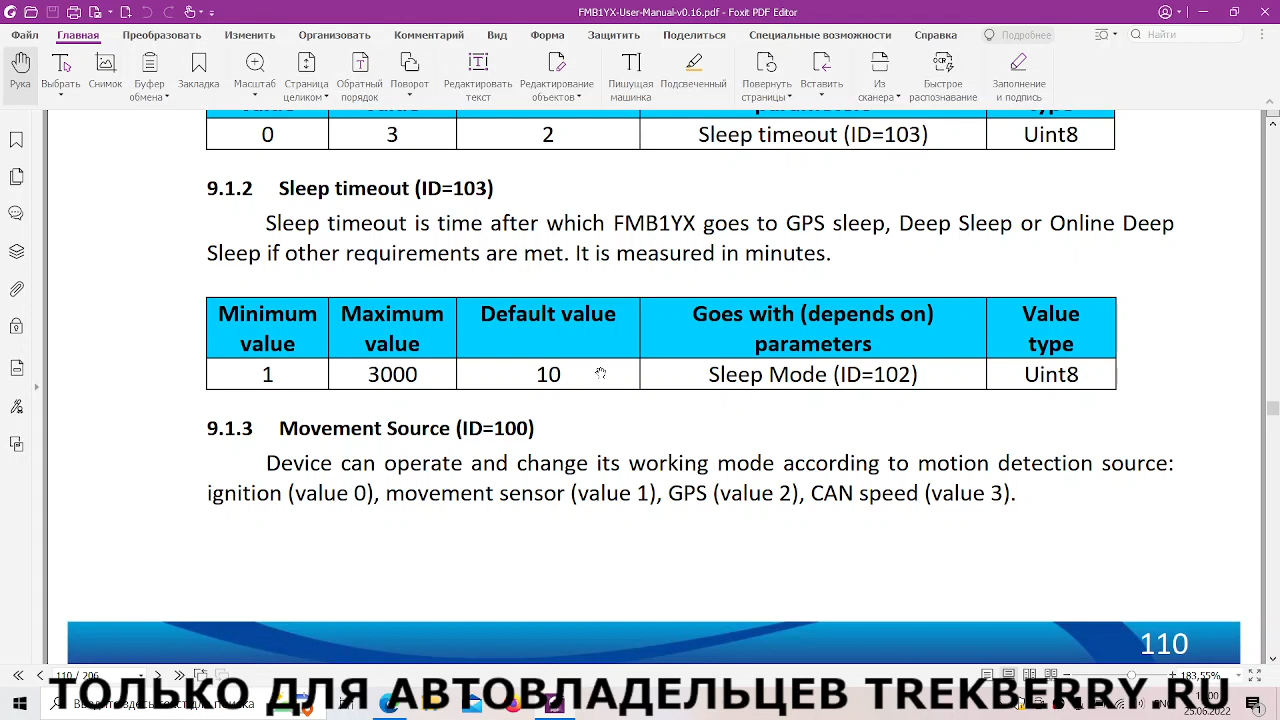 FMB1YX-User-Manual-v0.16.pdf - Foxit PDF Editor
Файл Главная Преобразовать Изменить Организовать Комментарий Вид Форма Защитить Поделиться Специальные возможности Справка Подробнее Найти
Рука Выбрать Снимок Буфер обмена Закладка Масштаб Страница целиком Обратный порядок Поворот Редактировать текст Редактирование объектов Пишущая машинка Подсвеченный Повернуть страницы Вставить Из сканера Быстрое распознавание Заполнение и подпись
0 3 2 Sleep timeout (ID=103) Uint8
9.1.2 Sleep timeout (ID=103)
Sleep timeout is time after which FMB1YX goes to GPS sleep, Deep Sleep or Online Deep
Sleep if other requirements are met. It is measured in minutes.
Minimum value Maximum value Default value Goes with (depends on) parameters Value type
1 3000 10 Sleep Mode (ID=102) Uint8
9.1.3 Movement Source (ID=100)
Device can operate and change its working mode according to motion detection source:
ignition (value 0), movement sensor (value 1), GPS (value 2), CAN speed (value 3).
110
110 / 206 183,55%
ТОЛЬКО ДЛЯ АВТОВЛАДЕЛЬЦЕВ TREKBERRY RU
25.06.2022